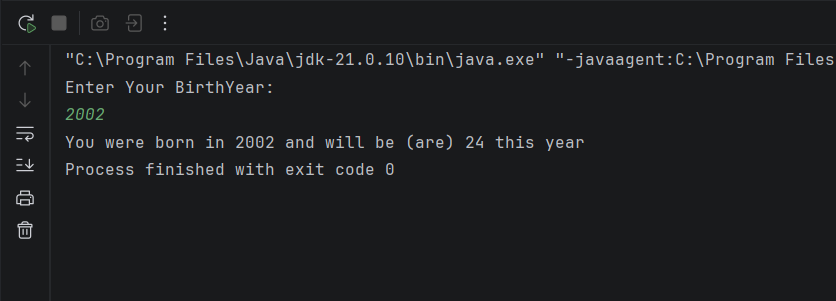 "C:\Program Files\Java\jdk-21.0.10\bin\java.exe" "-javaagent:C:\Program Files
Enter Your BirthYear:
2002
You were born in 2002 and will be (are) 24 this year
Process finished with exit code 0